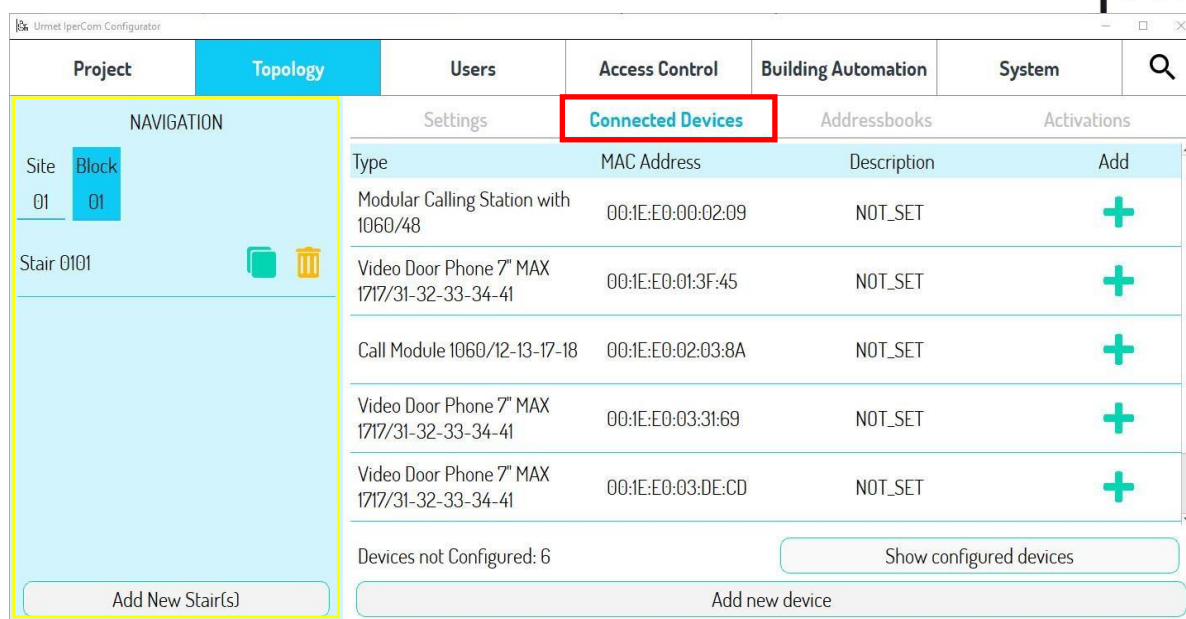 Urmet IperCom Configurator
Project Topology Users Access Control Building Automation System
NAVIGATION Settings Connected Devices Addressbooks Activations
Site Block Type MAC Address Description Add
01 01
Modular Calling Station with
1060/48 00:1E:E0:00:02:09 NOT_SET
Stair 0101
Video Door Phone 7" MAX
1717/31-32-33-34-41 00:1E:E0:01:3F:45 NOT_SET
Call Module 1060/12-13-17-18 00:1E:E0:02:03:8A NOT_SET
Video Door Phone 7" MAX
1717/31-32-33-34-41 00:1E:E0:03:31:69 NOT_SET
Video Door Phone 7" MAX
1717/31-32-33-34-41 00:1E:E0:03:DE:CD NOT_SET
Devices not Configured: 6 Show configured devices
Add New Stair(s) Add new device